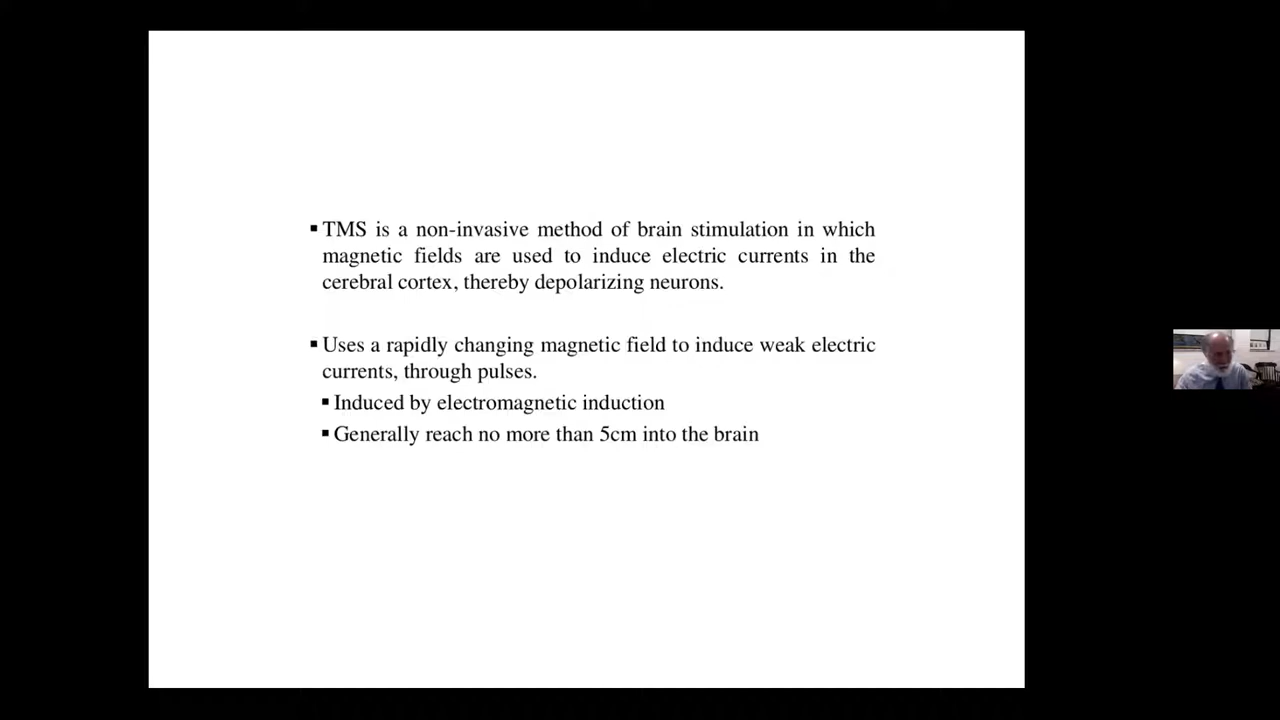 ▪ TMS is a non-invasive method of brain stimulation in which
magnetic fields are used to induce electric currents in the
cerebral cortex, thereby depolarizing neurons.
▪ Uses a rapidly changing magnetic field to induce weak electric
currents, through pulses.
▪ Induced by electromagnetic induction
▪ Generally reach no more than 5cm into the brain